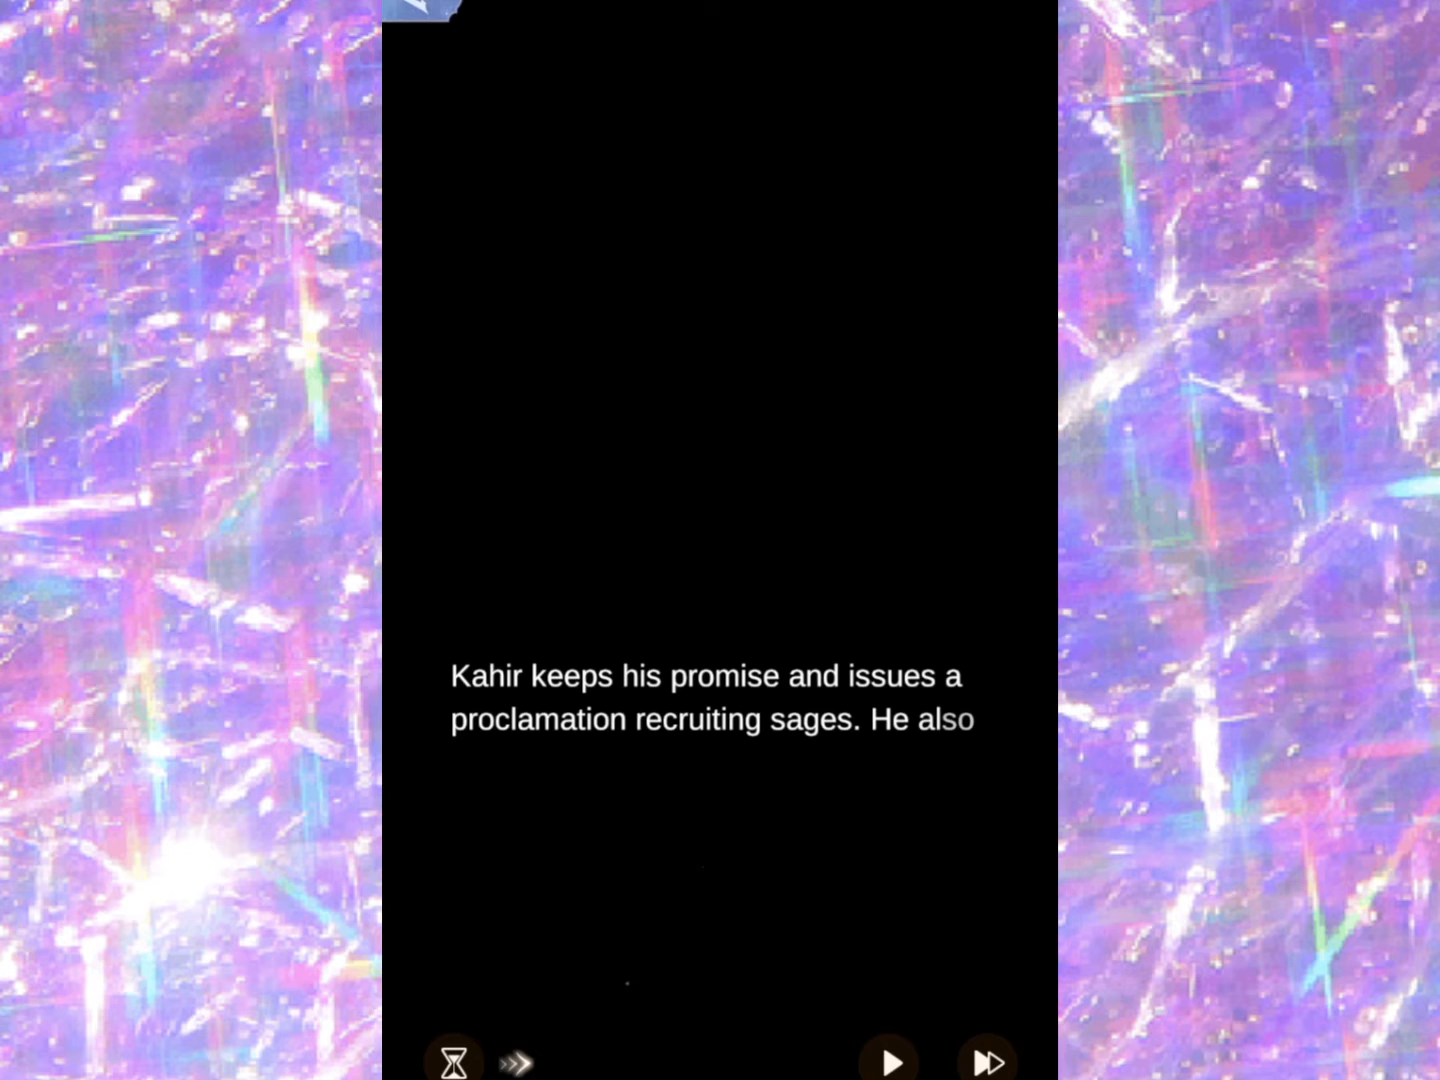 Kahir keeps his promise and issues a
proclamation recruiting sages. He also